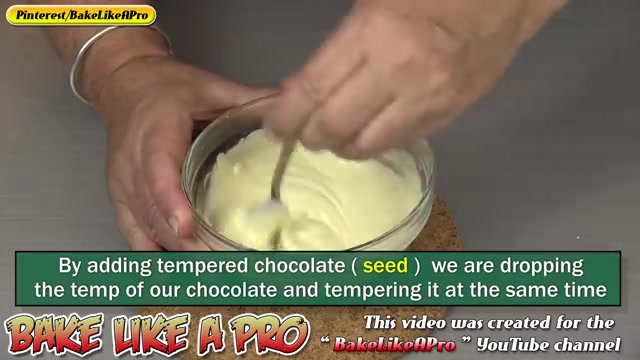 Pinterest/BakeLikeAPro
By adding tempered chocolate ( seed ) we are dropping
the temp of our chocolate and tempering it at the same time
BAKE LIKE A PRO
This video was created for the
“ BakeLikeAPro ” YouTube channel